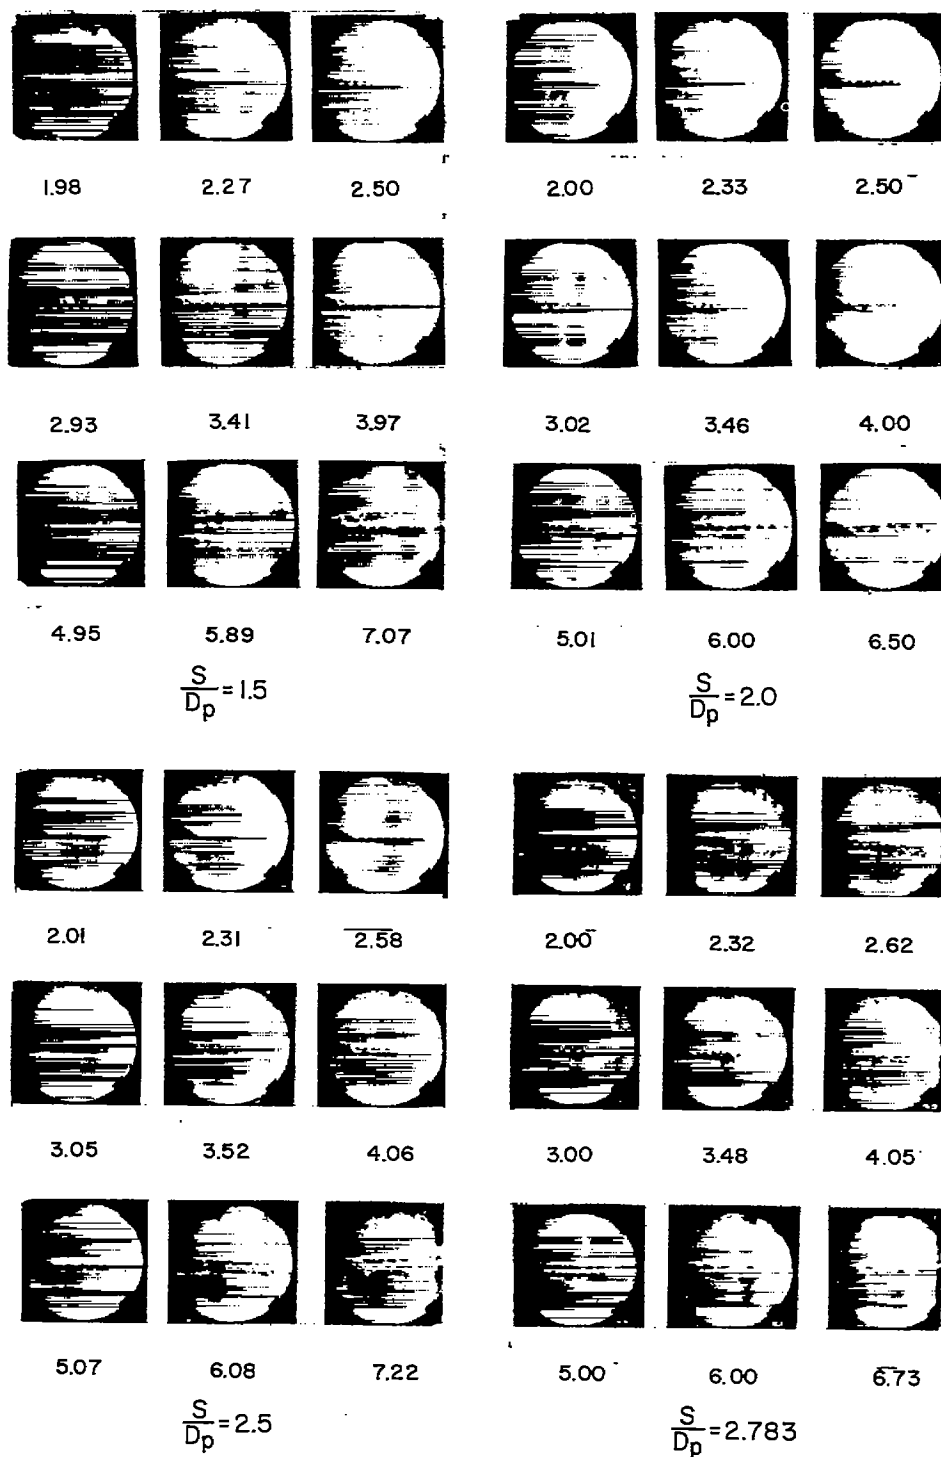 1.98 2.27 2.50
2.93 3.41 3.97
4.95 5.89 7.07
S/Dp = 1.5
2.00 2.33 2.50
3.02 3.46 4.00
5.01 6.00 6.50
S/Dp = 2.0
2.01 2.31 2.58
3.05 3.52 4.06
5.07 6.08 7.22
S/Dp = 2.5
2.00 2.32 2.62
3.00 3.48 4.05
5.00 6.00 6.73
S/Dp = 2.783